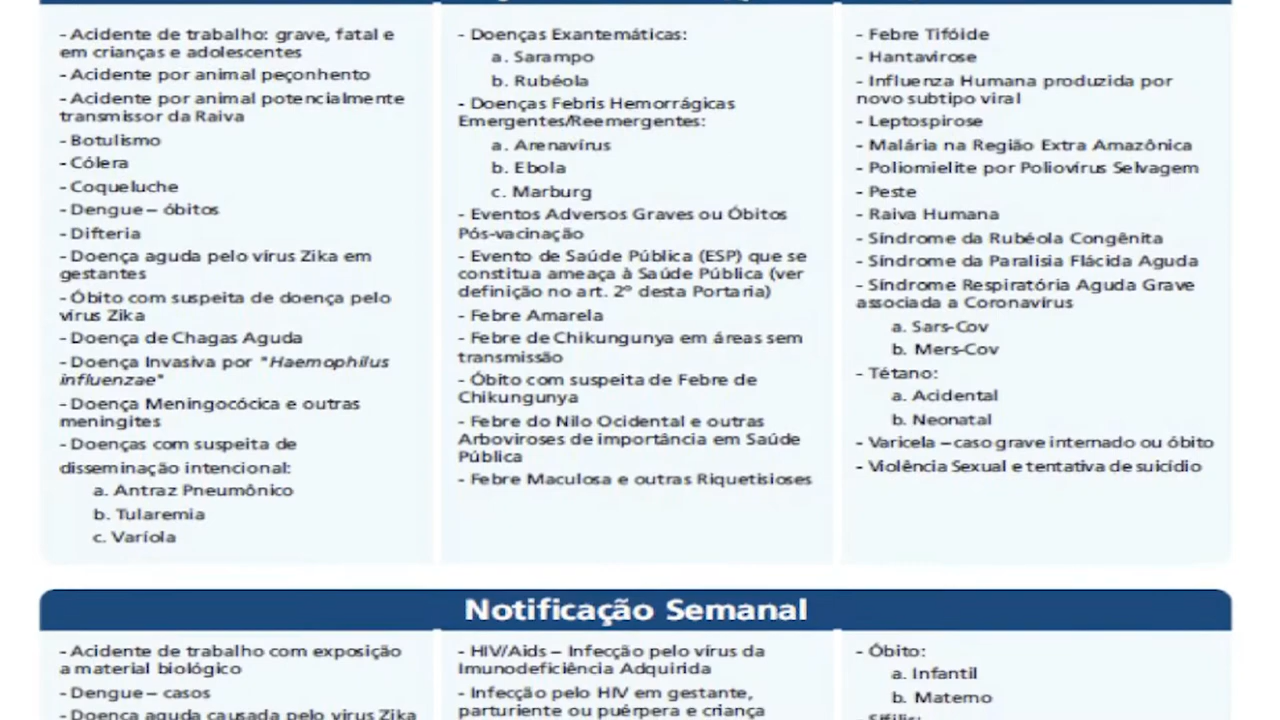 - Acidente de trabalho: grave, fatal e
em crianças e adolescentes
- Acidente por animal peçonhento
- Acidente por animal potencialmente
transmissor da Raiva
- Botulismo
- Cólera
- Coqueluche
- Dengue – óbitos
- Difteria
- Doença aguda pelo vírus Zika em
gestantes
- Óbito com suspeita de doença pelo
vírus Zika
- Doença de Chagas Aguda
- Doença Invasiva por "Haemophilus
influenzae"
- Doença Meningocócica e outras
meningites
- Doenças com suspeita de
disseminação intencional:
a. Antraz Pneumônico
b. Tularemia
c. Varíola
- Doenças Exantemáticas:
a. Sarampo
b. Rubéola
- Doenças Febris Hemorrágicas
Emergentes/Reemergentes:
a. Arenavírus
b. Ebola
c. Marburg
- Eventos Adversos Graves ou Óbitos
Pós-vacinação
- Evento de Saúde Pública (ESP) que se
constitua ameaça à Saúde Pública (ver
definição no art. 2º desta Portaria)
- Febre Amarela
- Febre de Chikungunya em áreas sem
transmissão
- Óbito com suspeita de Febre de
Chikungunya
- Febre do Nilo Ocidental e outras
Arboviroses de importância em Saúde
Pública
- Febre Maculosa e outras Riquetisioses
- Febre Tifóide
- Hantavirose
- Influenza Humana produzida por
novo subtipo viral
- Leptospirose
- Malária na Região Extra Amazônica
- Poliomielite por Poliovírus Selvagem
- Peste
- Raiva Humana
- Síndrome da Rubéola Congênita
- Síndrome da Paralisia Flácida Aguda
- Síndrome Respiratória Aguda Grave
associada a Coronavírus
a. Sars-Cov
b. Mers-Cov
- Tétano:
a. Acidental
b. Neonatal
- Varicela – caso grave internado ou óbito
- Violência Sexual e tentativa de suicídio
Notificação Semanal
- Acidente de trabalho com exposição
a material biológico
- Dengue – casos
- Doença aguda causada pelo vírus Zika
- HIV/Aids – Infecção pelo vírus da
Imunodeficiência Adquirida
- Infecção pelo HIV em gestante,
parturiente ou puérpera e criança
- Óbito:
a. Infantil
b. Materno
- Sífilis: